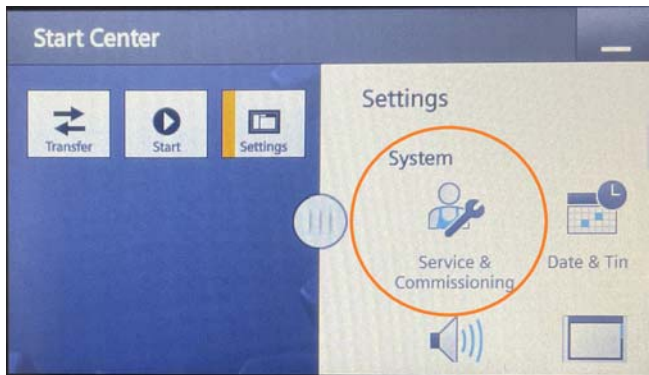 Start Center
Transfer
Start
Settings
Settings
System
Service &
Commissioning
Date & Tin